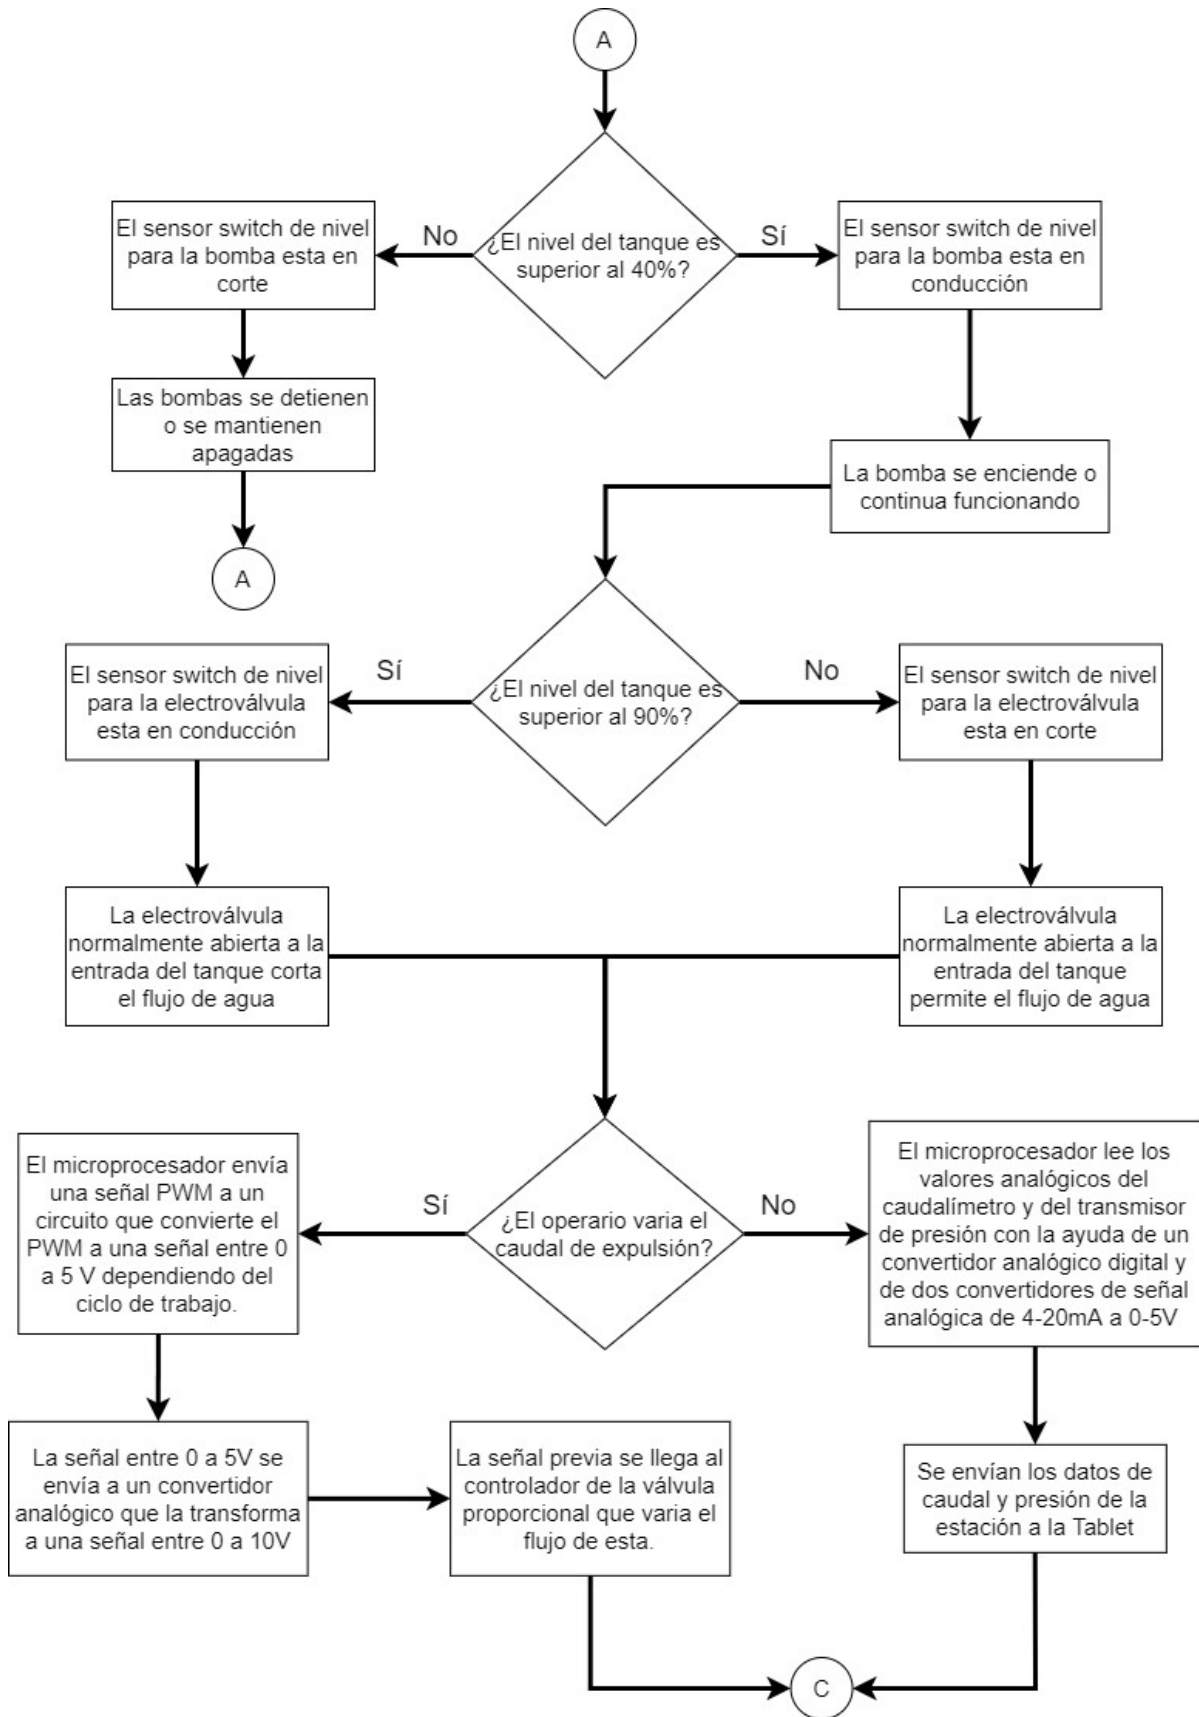 A
¿El nivel del tanque es
superior al 40%?
No
Sí
El sensor switch de nivel
para la bomba esta en
corte
El sensor switch de nivel
para la bomba esta en
conducción
Las bombas se detienen
o se mantienen
apagadas
La bomba se enciende o
continua funcionando
A
¿El nivel del tanque es
superior al 90%?
Sí
No
El sensor switch de nivel
para la electroválvula
esta en conducción
El sensor switch de nivel
para la electroválvula
esta en corte
La electroválvula
normalmente abierta a la
entrada del tanque corta
el flujo de agua
La electroválvula
normalmente abierta a la
entrada del tanque
permite el flujo de agua
¿El operario varia el
caudal de expulsión?
Sí
No
El microprocesador envía
una señal PWM a un
circuito que convierte el
PWM a una señal entre 0
a 5 V dependiendo del
ciclo de trabajo.
El microprocesador lee los
valores analógicos del
caudalímetro y del transmisor
de presión con la ayuda de un
convertidor analógico digital y
de dos convertidores de señal
analógica de 4-20mA a 0-5V
La señal entre 0 a 5V se
envía a un convertidor
analógico que la transforma
a una señal entre 0 a 10V
La señal previa se llega al
controlador de la válvula
proporcional que varia el
flujo de esta.
Se envían los datos de
caudal y presión de la
estación a la Tablet
C